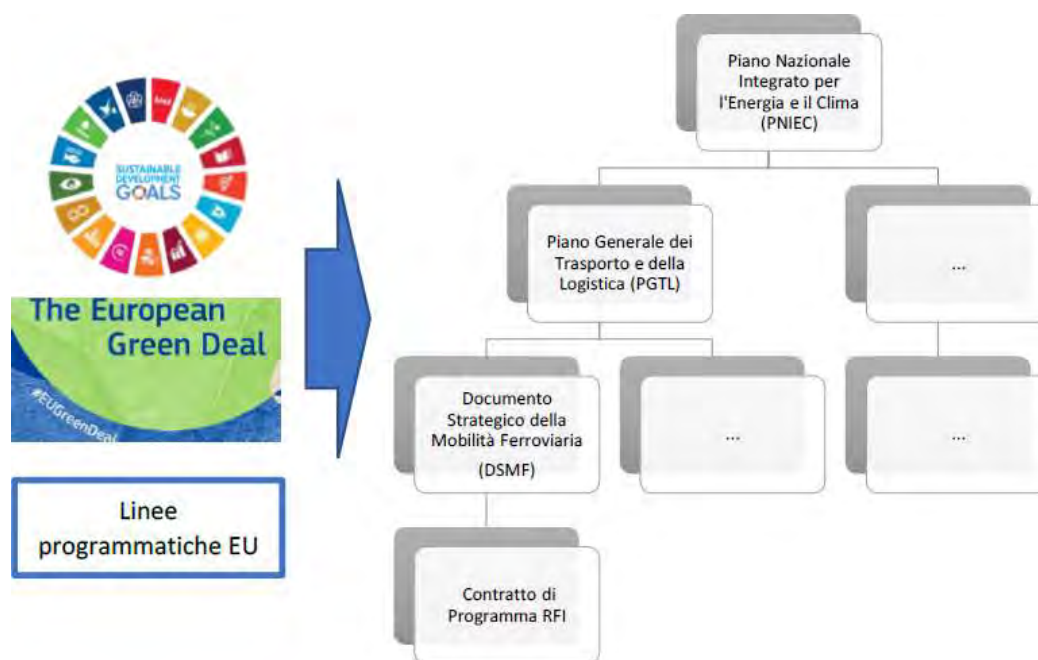 SUSTAINABLE
DEVELOPMENT
GOALS
The European
Green Deal
#EUGreenDeal
Linee
programmatiche EU
Piano Nazionale
Integrato per
l'Energia e il Clima
(PNIEC)
Piano Generale dei
Trasporto e della
Logistica (PGTL)
...
Documento
Strategico della
Mobilità Ferroviaria
(DSMF)
...
...
Contratto di
Programma RFI